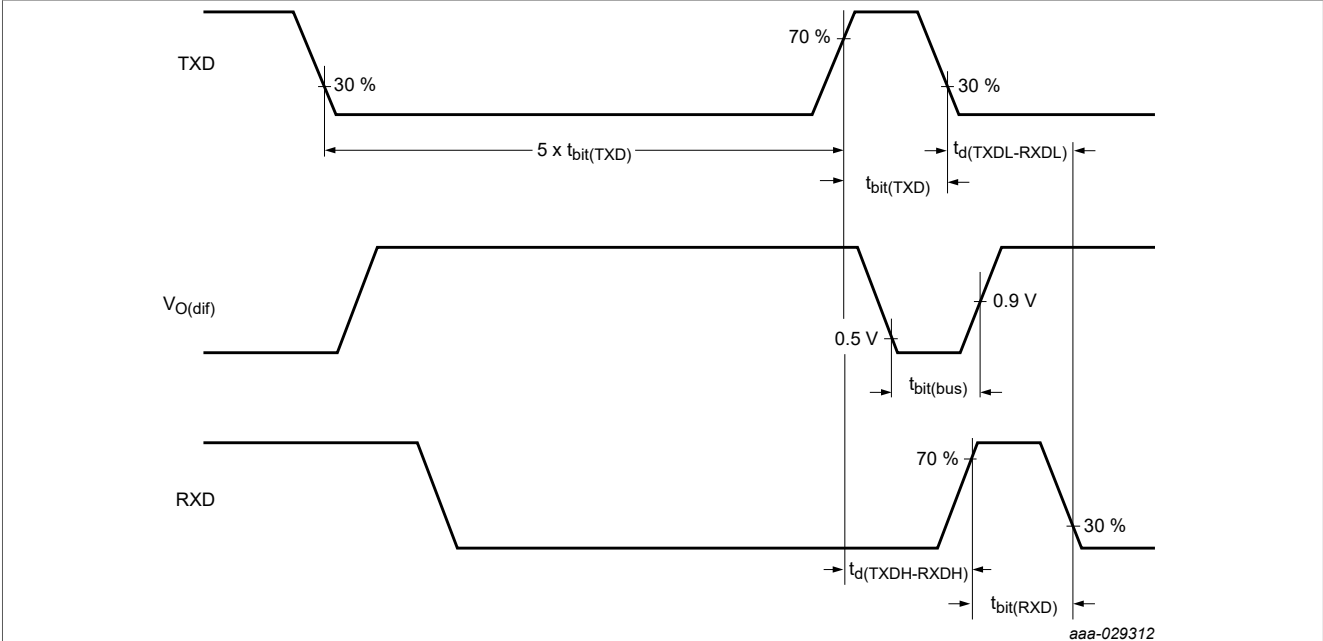 70 %
TXD
30 %
30 %
5 x tbit(TXD)
td(TXDL-RXDL)
tbit(TXD)
VO(dif)
0.9 V
0.5 V
tbit(bus)
70 %
RXD
30 %
td(TXDH-RXDH)
tbit(RXD)
aaa-029312